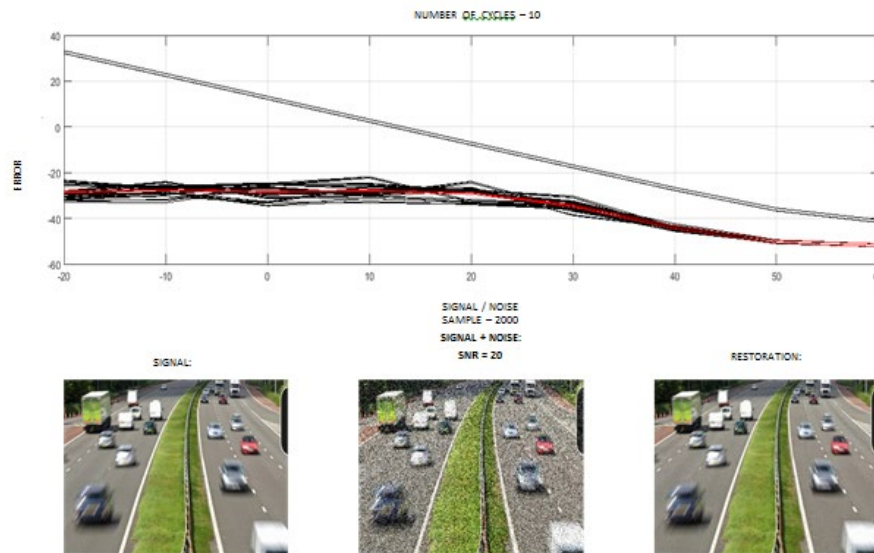 NUMBER OF CYCLES – 10
40
20
0
-20
-40
-60
ERROR
-20
-10
0
10
20
30
40
50
SIGNAL / NOISE
SAMPLE – 2000
SIGNAL + NOISE:
SNR = 20
SIGNAL:
RESTORATION: